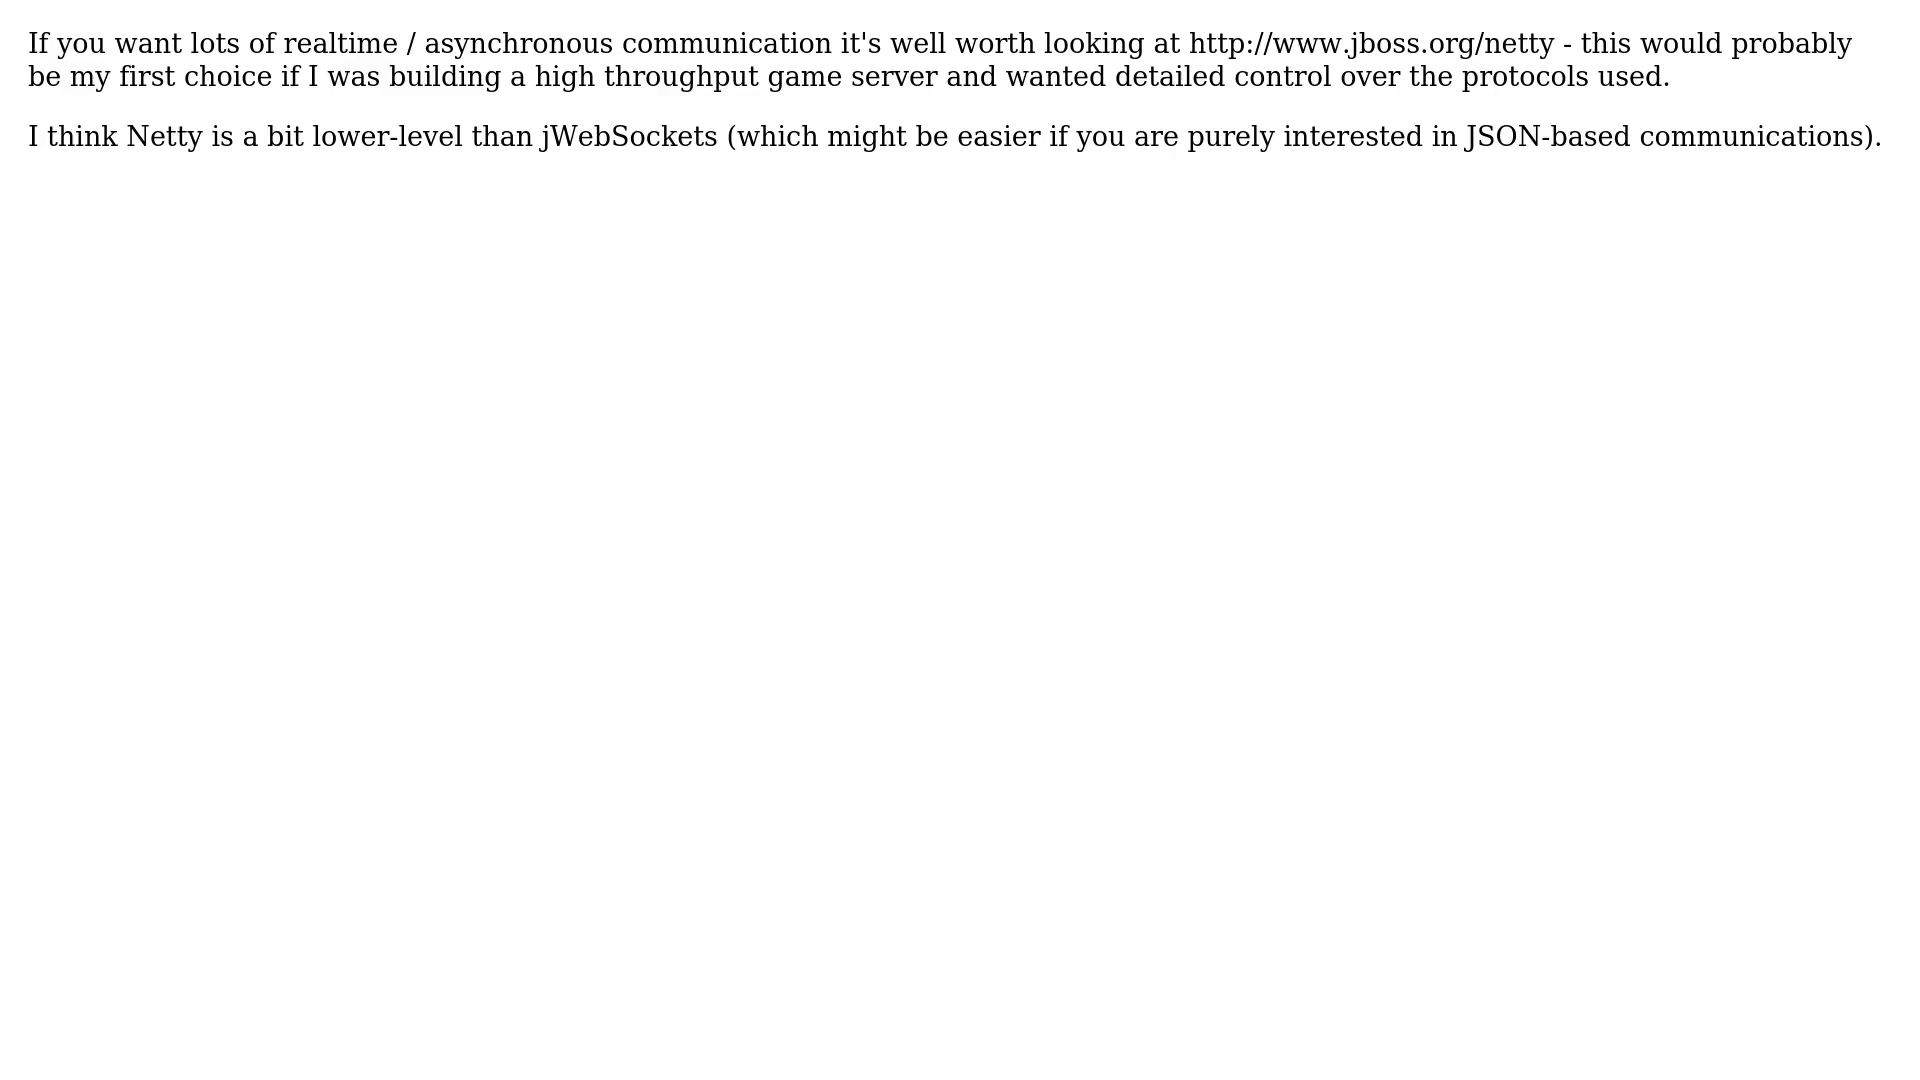 If you want lots of realtime / asynchronous communication it's well worth looking at http://www.jboss.org/netty - this would probably
be my first choice if I was building a high throughput game server and wanted detailed control over the protocols used.
I think Netty is a bit lower-level than jWebSockets (which might be easier if you are purely interested in JSON-based communications).